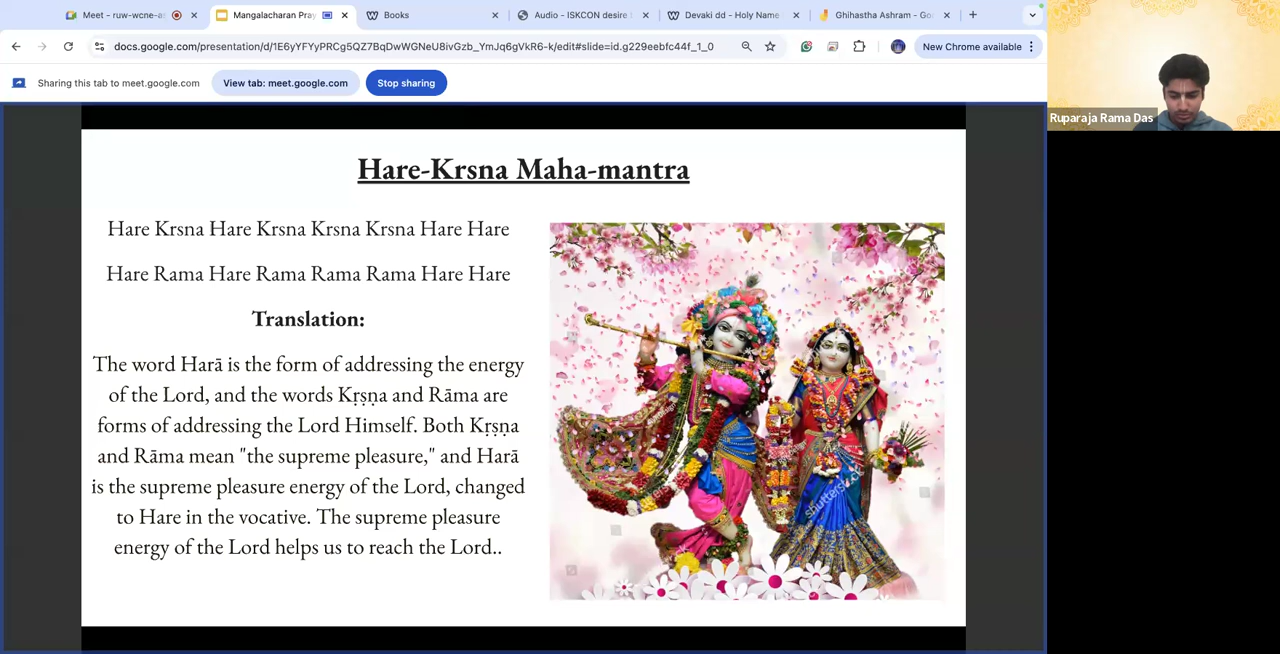 Meet - ruw-wcne-a
Mangalacharan Pray
Books
Audio - ISKCON desire
Devaki dd - Holy Name
Ghihastha Ashram - Go
docs.google.com/presentation/d/1E6yYFYyPRCg5QZ7BqDwWGNeU8ivGzb_YmJq6gVkR6-k/edit#slide=id.g229eebfc44f_1_0
New Chrome available
Sharing this tab to meet.google.com
View tab: meet.google.com
Stop sharing
Ruparaja Rama Das
Hare-Krsna Maha-mantra
Hare Krsna Hare Krsna Krsna Krsna Hare Hare
Hare Rama Hare Rama Rama Rama Hare Hare
Translation:
The word Harā is the form of addressing the energy
of the Lord, and the words Kṛṣṇa and Rāma are
forms of addressing the Lord Himself. Both Kṛṣṇa
and Rāma mean "the supreme pleasure," and Harā
is the supreme pleasure energy of the Lord, changed
to Hare in the vocative. The supreme pleasure
energy of the Lord helps us to reach the Lord..